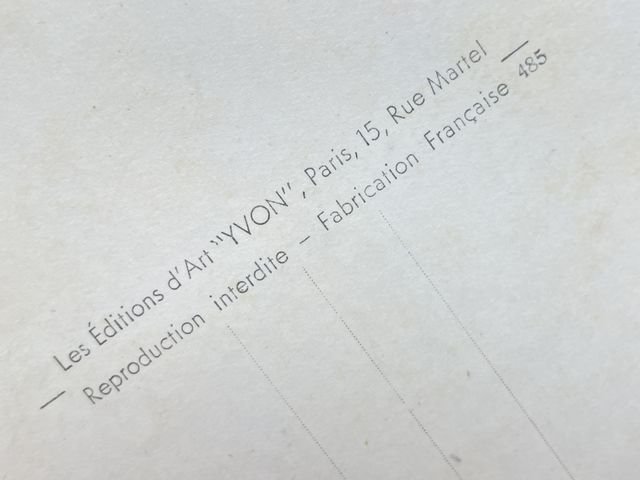 — Les Éditions d'Art "YVON", Paris, 15, Rue Martel —
Reproduction interdite — Fabrication Française 485